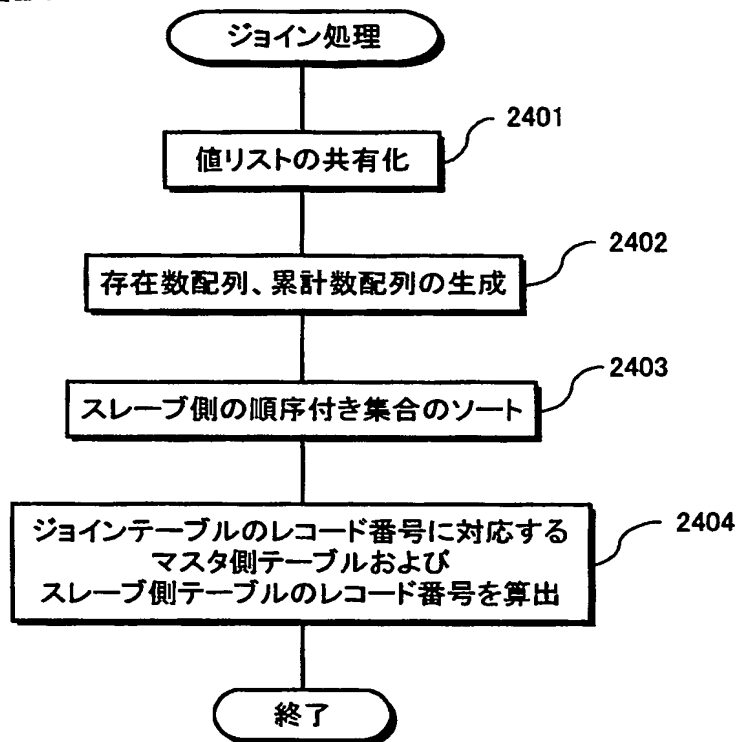 ジョイン処理
2401
値リストの共有化
2402
存在数配列、累計数配列の生成
2403
スレーブ側の順序付き集合のソート
2404
ジョインテーブルのレコード番号に対応する
マスタ側テーブルおよび
スレーブ側テーブルのレコード番号を算出
終了